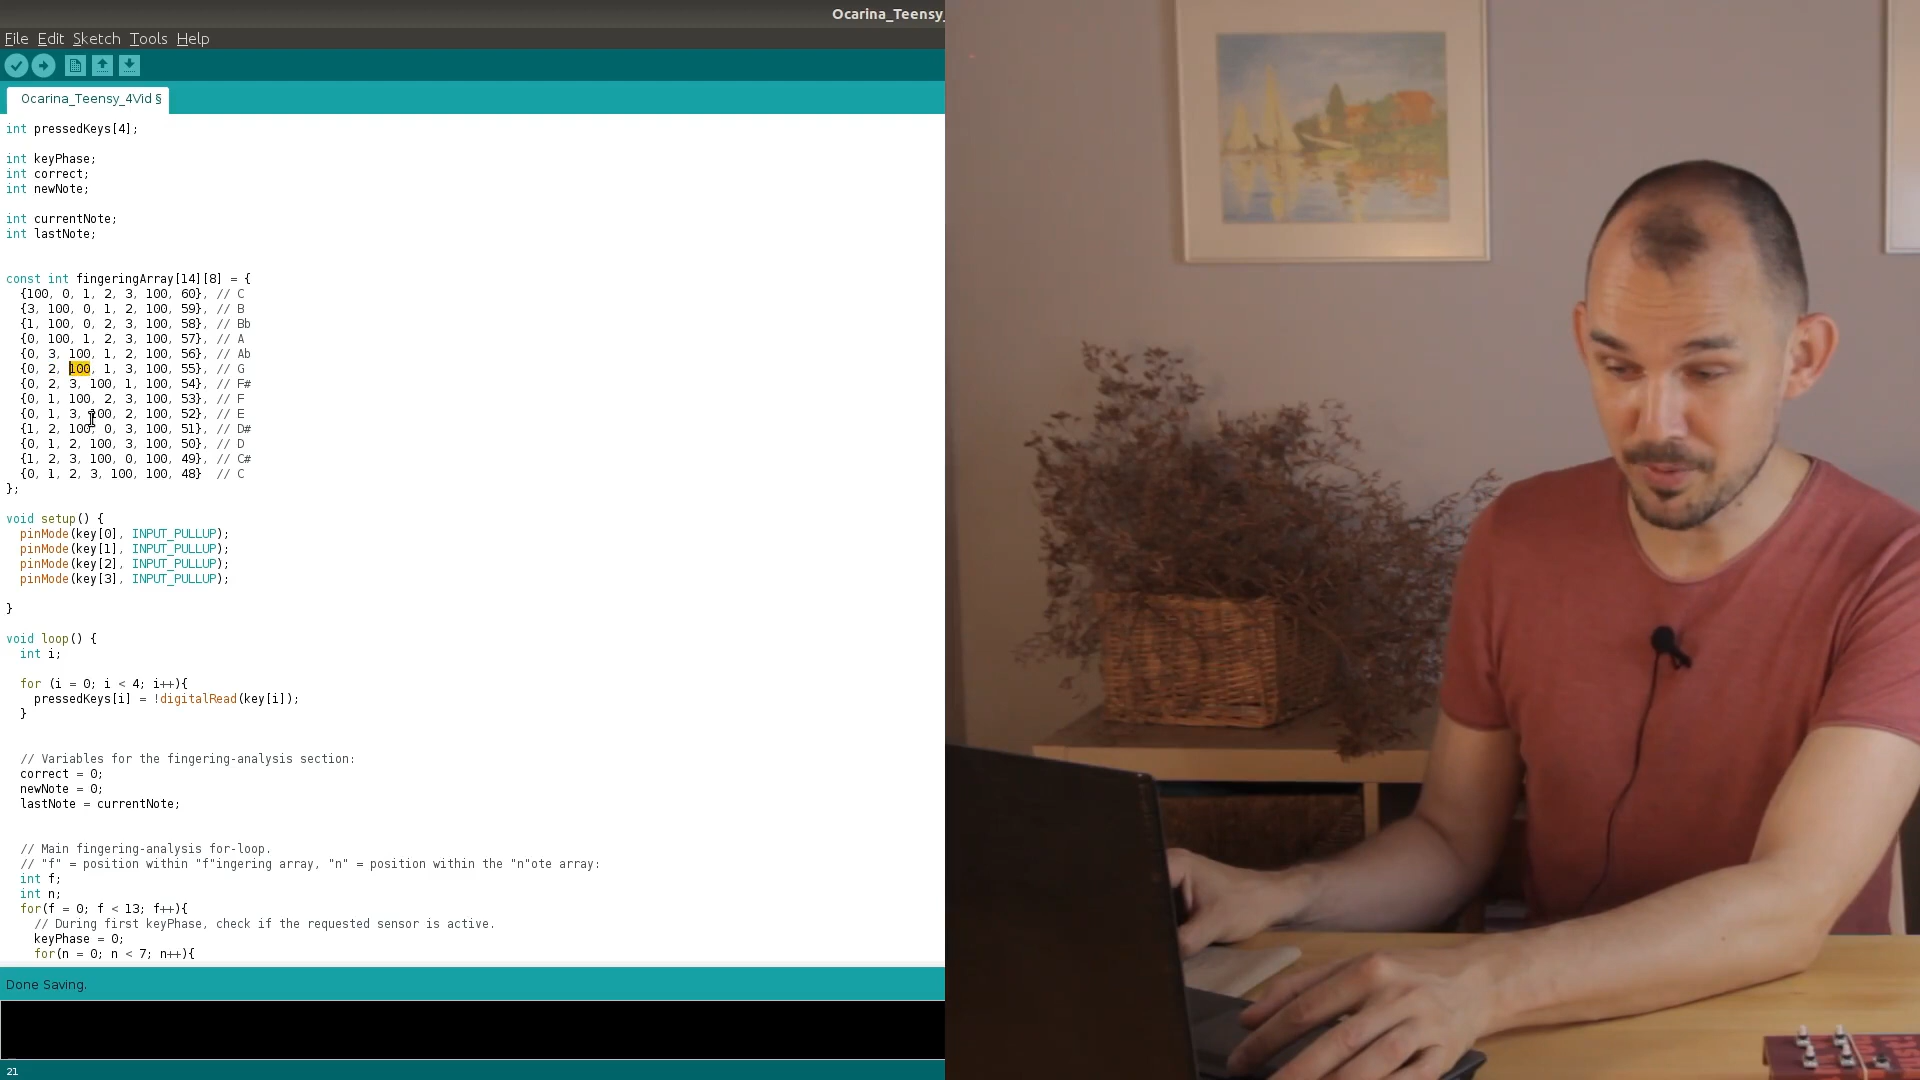 Ocarina_Teensy_
File Edit Sketch Tools Help
Ocarina_Teensy_4Vid §
int pressedKeys[4];
int keyPhase;
int correct;
int newNote;
int currentNote;
int lastNote;
const int fingeringArray[14][8] = {
{100, 0, 1, 2, 3, 100, 60}, // C
{3, 100, 0, 1, 2, 100, 59}, // B
{1, 100, 0, 2, 3, 100, 58}, // Bb
{0, 100, 1, 2, 3, 100, 57}, // A
{0, 3, 100, 1, 2, 100, 56}, // Ab
{0, 2, 100, 1, 3, 100, 55}, // G
{0, 2, 3, 100, 1, 100, 54}, // F#
{0, 1, 100, 2, 3, 100, 53}, // F
{0, 1, 3, 100, 2, 100, 52}, // E
{1, 2, 100, 0, 3, 100, 51}, // D#
{0, 1, 2, 100, 3, 100, 50}, // D
{1, 2, 3, 100, 0, 100, 49}, // C#
{0, 1, 2, 3, 100, 100, 48} // C
};
void setup() {
pinMode(key[0], INPUT_PULLUP);
pinMode(key[1], INPUT_PULLUP);
pinMode(key[2], INPUT_PULLUP);
pinMode(key[3], INPUT_PULLUP);
}
void loop() {
int i;
for (i = 0; i < 4; i++){
pressedKeys[i] = !digitalRead(key[i]);
}
// Variables for the fingering-analysis section:
correct = 0;
newNote = 0;
lastNote = currentNote;
// Main fingering-analysis for-loop.
// "f" = position within "f"ingering array, "n" = position within the "n"ote array:
int f;
int n;
for(f = 0; f < 13; f++){
// During first keyPhase, check if the requested sensor is active.
keyPhase = 0;
for(n = 0; n < 7; n++){
Done Saving.
21